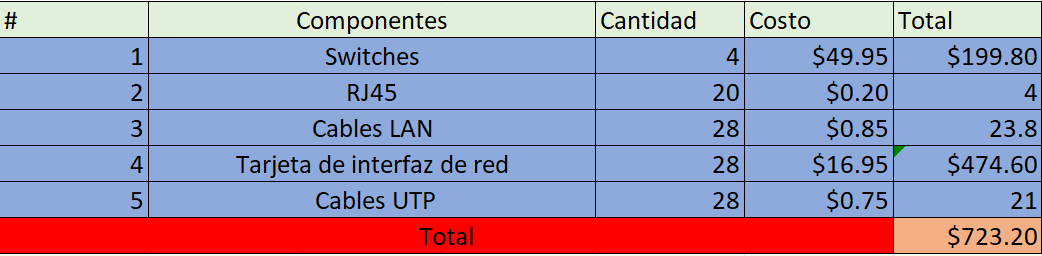 # Componentes Cantidad Costo Total
1 Switches 4 $49.95 $199.80
2 RJ45 20 $0.20 4
3 Cables LAN 28 $0.85 23.8
4 Tarjeta de interfaz de red 28 $16.95 $474.60
5 Cables UTP 28 $0.75 21
Total $723.20